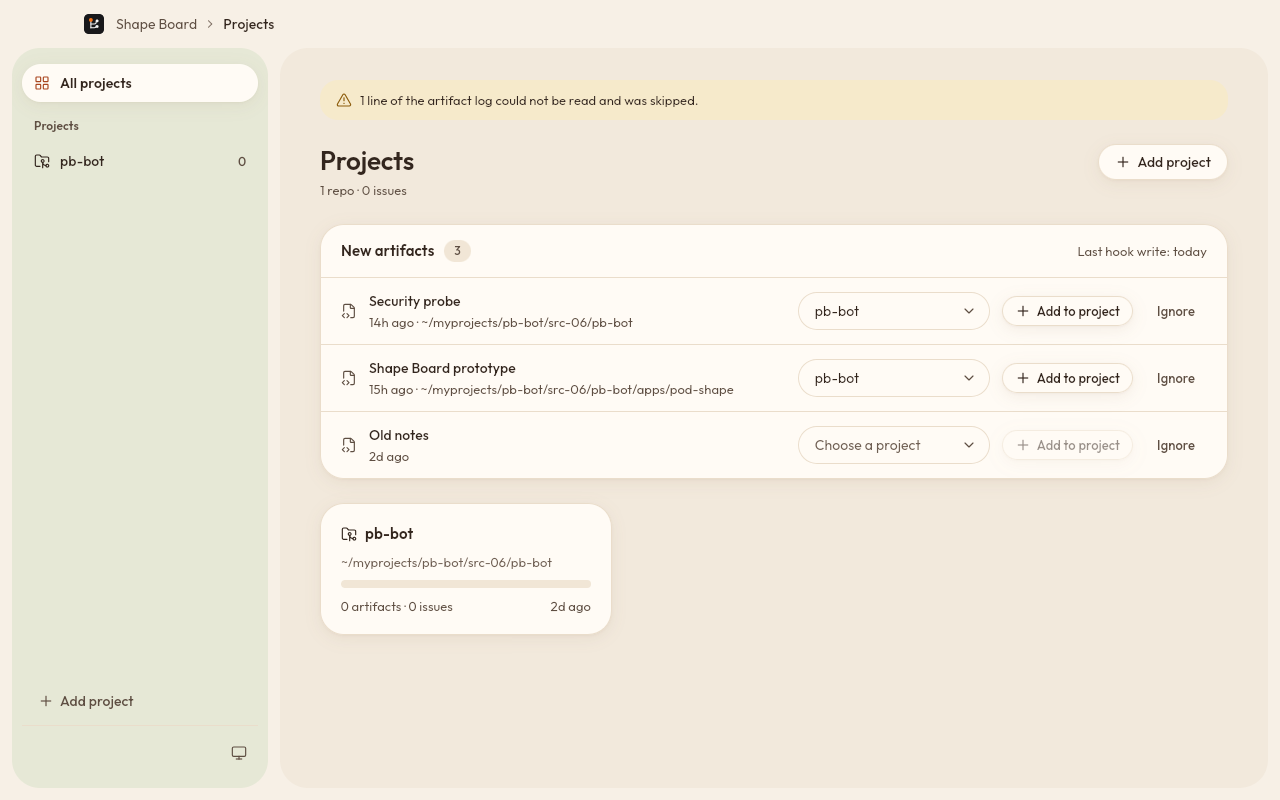 Shape Board > Projects
All projects
Projects
pb-bot 0
Add project
1 line of the artifact log could not be read and was skipped.
Projects
1 repo · 0 issues
Add project
New artifacts 3
Last hook write: today
Security probe
14h ago · ~/myprojects/pb-bot/src-06/pb-bot
pb-bot
Add to project
Ignore
Shape Board prototype
15h ago · ~/myprojects/pb-bot/src-06/pb-bot/apps/pod-shape
pb-bot
Add to project
Ignore
Old notes
2d ago
Choose a project
Add to project
Ignore
pb-bot
~/myprojects/pb-bot/src-06/pb-bot
0 artifacts · 0 issues
2d ago